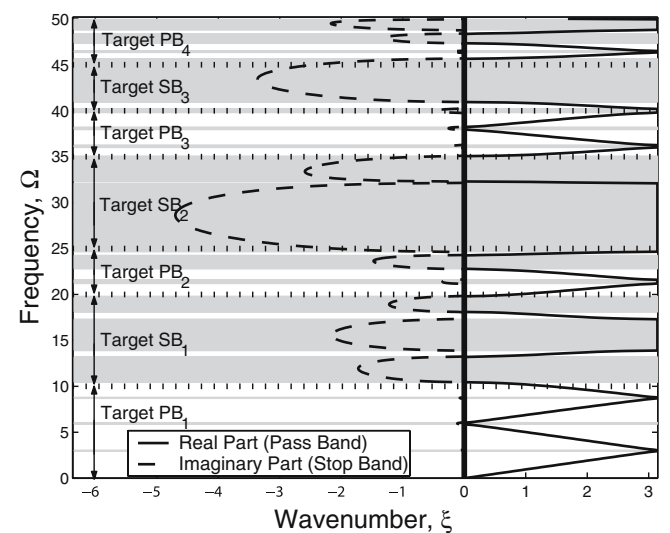 50
45
40
35
30
25
20
15
10
5
0
Frequency, Ω
Target PB4
Target SB3
Target PB3
Target SB2
Target PB2
Target SB1
Target PB1
Real Part (Pass Band)
Imaginary Part (Stop Band)
−6 −5 −4 −3 −2 −1 0 1 2 3
Wavenumber, ξ